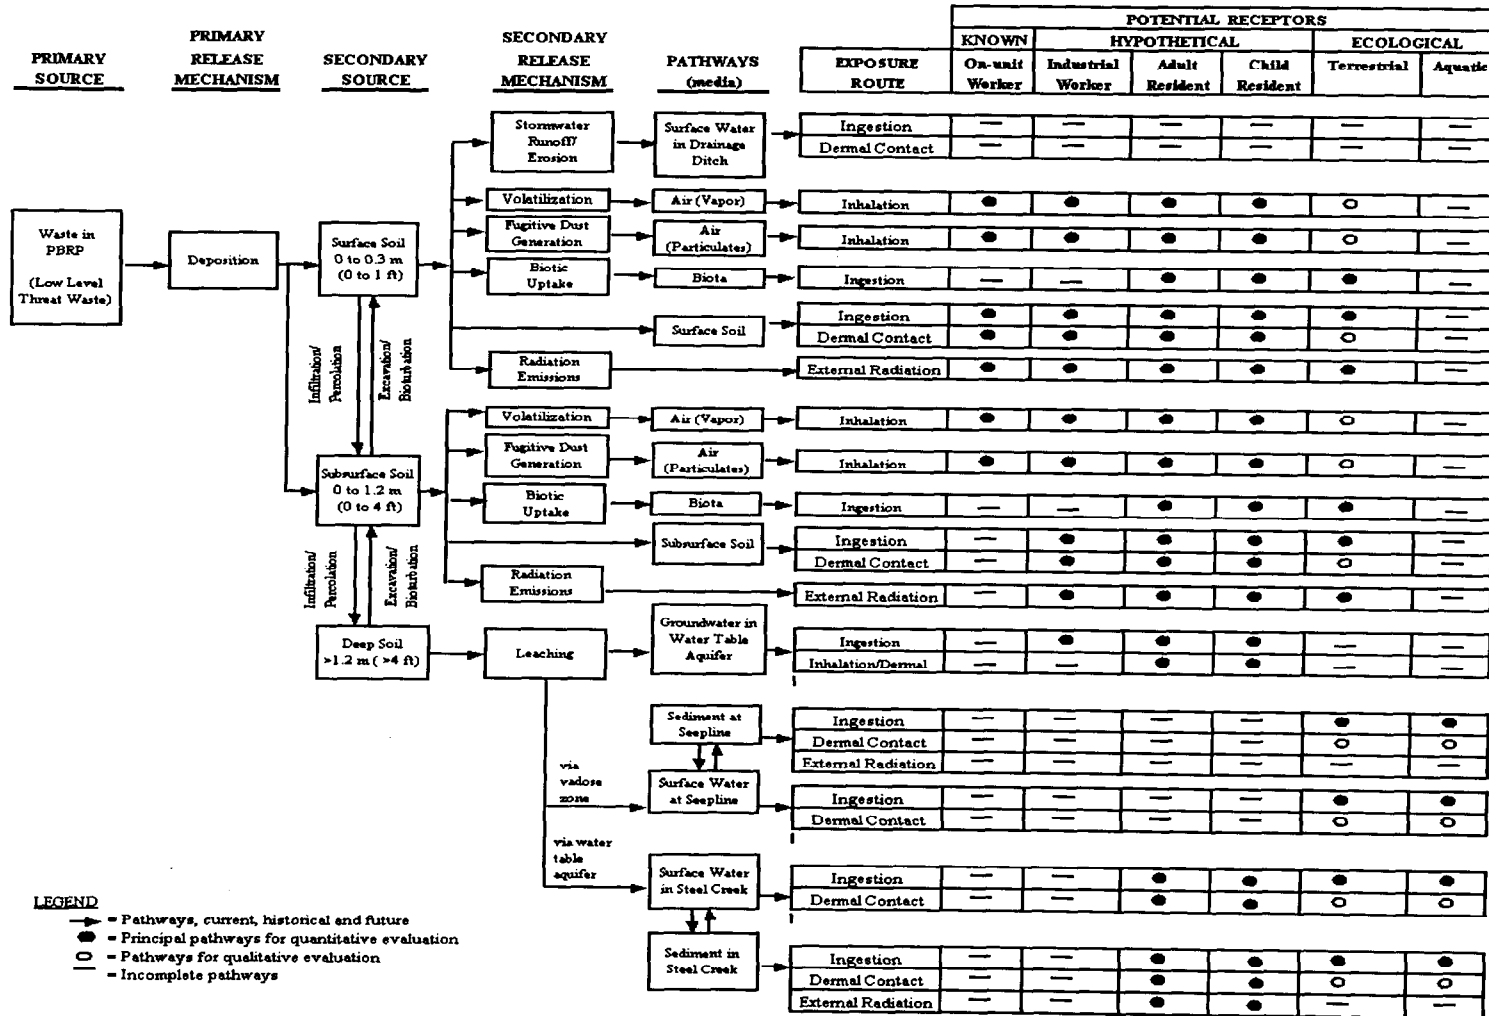 POTENTIAL RECEPTORS
KNOWN HYPOTHETICAL ECOLOGICAL
PRIMARY
SOURCE
PRIMARY
RELEASE
MECHANISM
SECONDARY
SOURCE
SECONDARY
RELEASE
MECHANISM
PATHWAYS
(media)
EXPOSURE
ROUTE
On-unit
Worker
Industrial
Worker
Adult
Resident
Child
Resident
Terrestrial
Aquatic
Waste in
PBRP
(Low Level
Threat Waste)
Deposition
Surface Soil
0 to 0.3 m
(0 to 1 ft)
Infiltration/
Percolation
Excavation/
Bioturbation
Subsurface Soil
0 to 1.2 m
(0 to 4 ft)
Infiltration/
Percolation
Excavation/
Bioturbation
Deep Soil
>1.2 m ( >4 ft)
Stormwater
Runoff/
Erosion
Surface Water
in Drainage
Ditch
Ingestion
Dermal Contact
Volatilization
Air (Vapor)
Inhalation
Fugitive Dust
Generation
Air
(Particulates)
Inhalation
Biotic
Uptake
Biota
Ingestion
Surface Soil
Ingestion
Dermal Contact
Radiation
Emissions
External Radiation
Volatilization
Air (Vapor)
Inhalation
Fugitive Dust
Generation
Air
(Particulates)
Inhalation
Biotic
Uptake
Biota
Ingestion
Subsurface Soil
Ingestion
Dermal Contact
Radiation
Emissions
External Radiation
Leaching
Groundwater in
Water Table
Aquifer
Ingestion
Inhalation/Dermal
via
vadose
zone
Sediment at
Seepline
Ingestion
Dermal Contact
External Radiation
Surface Water
at Seepline
Ingestion
Dermal Contact
via water
table
aquifer
Surface Water
in Steel Creek
Ingestion
Dermal Contact
Sediment in
Steel Creek
Ingestion
Dermal Contact
External Radiation
LEGEND
= Pathways, current, historical and future
= Principal pathways for quantitative evaluation
= Pathways for qualitative evaluation
= Incomplete pathways